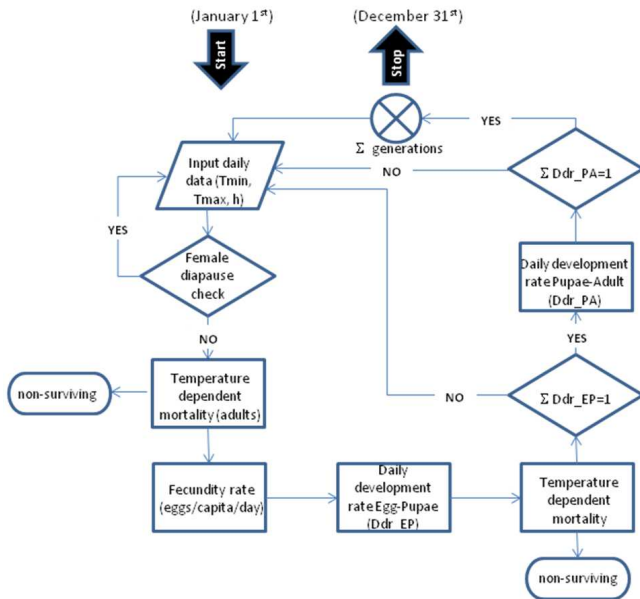 (January 1st)
(December 31st)
Start
Stop
YES
Σ generations
Input daily
data (Tmin,
Tmax, h)
NO
Σ Ddr_PA=1
YES
Female
diapause
check
Daily development
rate Pupae-Adult
(Ddr_PA)
NO
YES
non-surviving
Temperature
dependent
mortality (adults)
NO
Σ Ddr_EP=1
Fecundity rate
(eggs/capita/day)
Daily
development
rate Egg-Pupae
(Ddr_EP)
Temperature
dependent
mortality
non-surviving